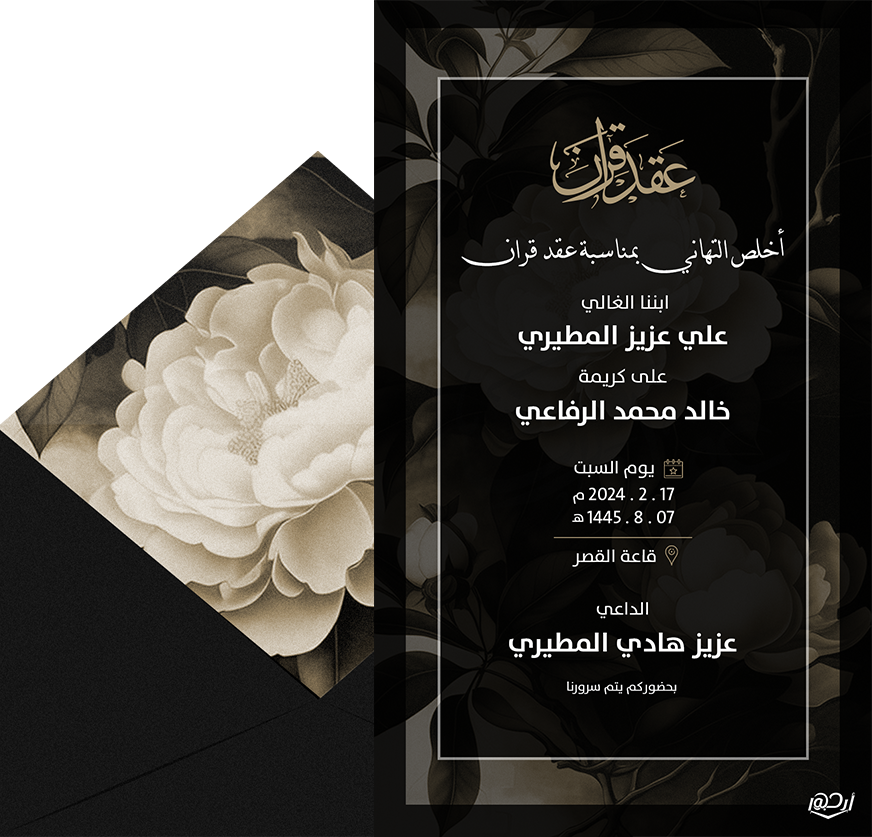 عقد قران
أخلص التهاني بمناسبة عقد قران
ابننا الغالي
علي عزيز المطيري
على كريمة
خالد محمد الرفاعي
يوم السبت
17 . 2 . 2024 م
07 . 8 . 1445 هـ
قاعة القصر
الداعي
عزيز هادي المطيري
بحضوركم يتم سرورنا